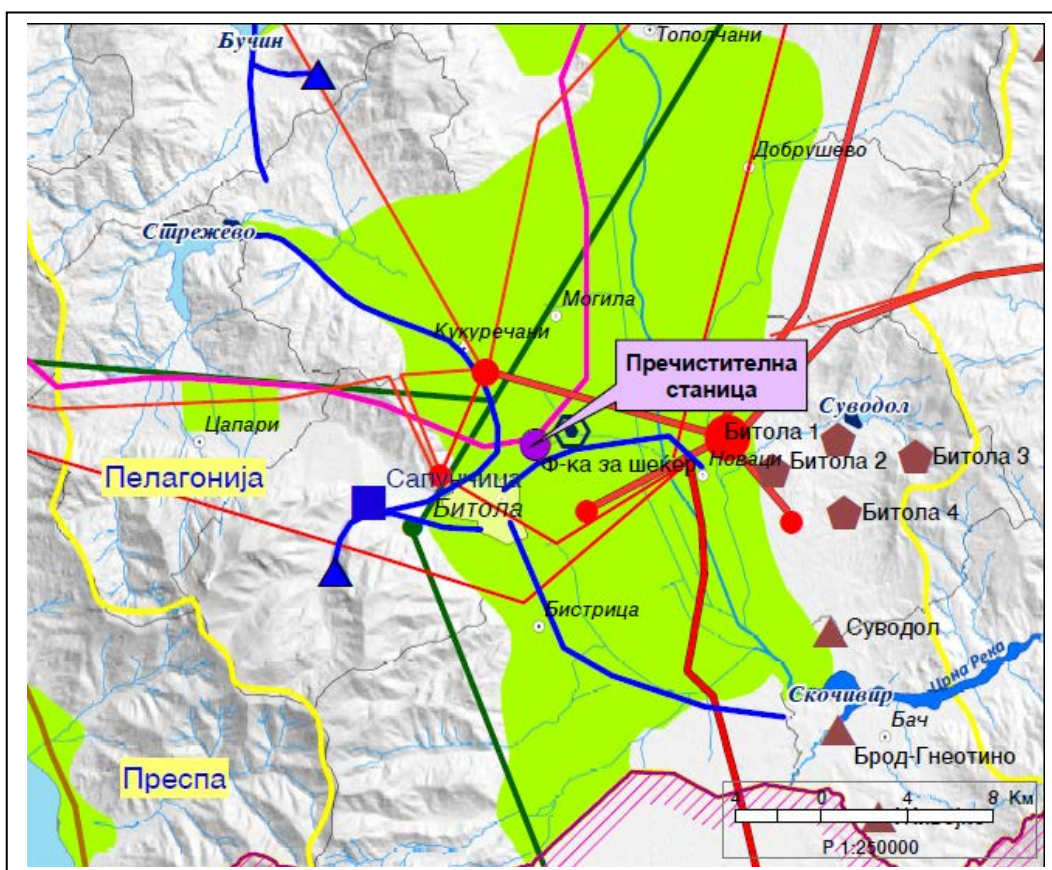 Бучин
Тополчани
Добрушево
Стрежево
Могила
Кукуречани
Пречистителна
станица
Суводол
Цапари
Битола 1
Ф-ка за шеќер
Новаци
Битола 2
Битола 3
Пелагонија
Сапунчица
Битола
Битола 4
Бистрица
Суводол
Црна Река
Скочивир
Бач
Брод-Гнеотино
Преспа
4 0 4 8 Км
Р 1:250000